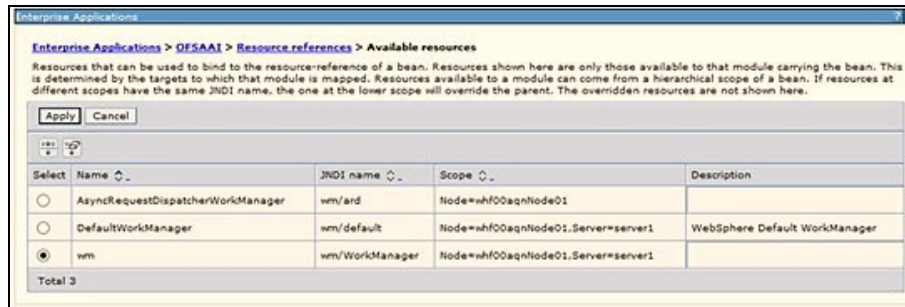 Enterprise Applications ?
Enterprise Applications > OFSAAI > Resource references > Available resources
Resources that can be used to bind to the resource-reference of a bean. Resources shown here are only those available to that module carrying the bean. This
is determined by the targets to which that module is mapped. Resources available to a module can come from a hierarchical scope of a bean. If resources at
different scopes have the same JNDI name, the one at the lower scope will override the parent. The overridden resources are not shown here.
Apply Cancel
Select Name JNDI name Scope Description
AsyncRequestDispatcherWorkManager wm/ard Node=whf00aqnNode01
DefaultWorkManager wm/default Node=whf00aqnNode01,Server=server1 WebSphere Default WorkManager
wm wm/WorkManager Node=whf00aqnNode01,Server=server1
Total 3